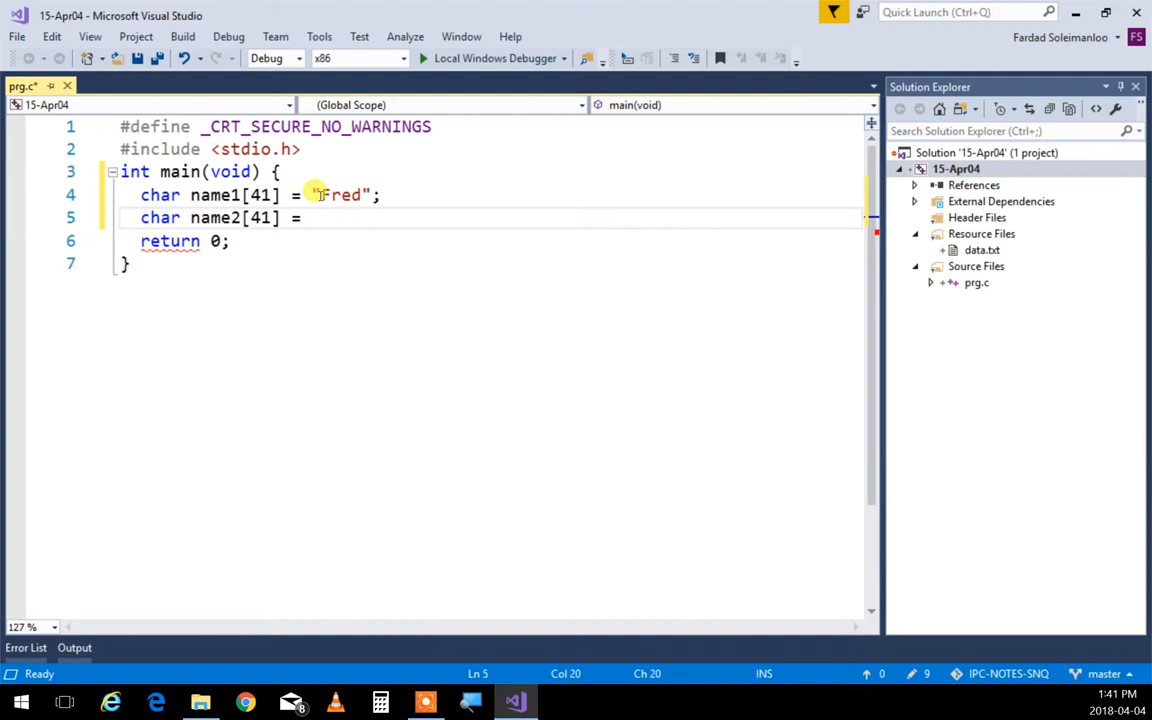 15-Apr04 - Microsoft Visual Studio
Quick Launch (Ctrl+Q)
File Edit View Project Build Debug Team Tools Test Analyze Window Help
Fardad Soleimanloo FS
Debug x86 Local Windows Debugger
prg.c*
Solution Explorer
15-Apr04 (Global Scope) main(void)
Search Solution Explorer (Ctrl+;)
1 #define _CRT_SECURE_NO_WARNINGS
2 #include <stdio.h>
3 int main(void) {
4 char name1[41] = "Fred";
5 char name2[41] =
6 return 0;
7 }
Solution '15-Apr04' (1 project)
15-Apr04
References
External Dependencies
Header Files
Resource Files
data.txt
Source Files
prg.c
127 %
Error List Output
Ready Ln 5 Col 20 Ch 20 INS 0 9 IPC-NOTES-SNQ master
8
1:41 PM
2018-04-04